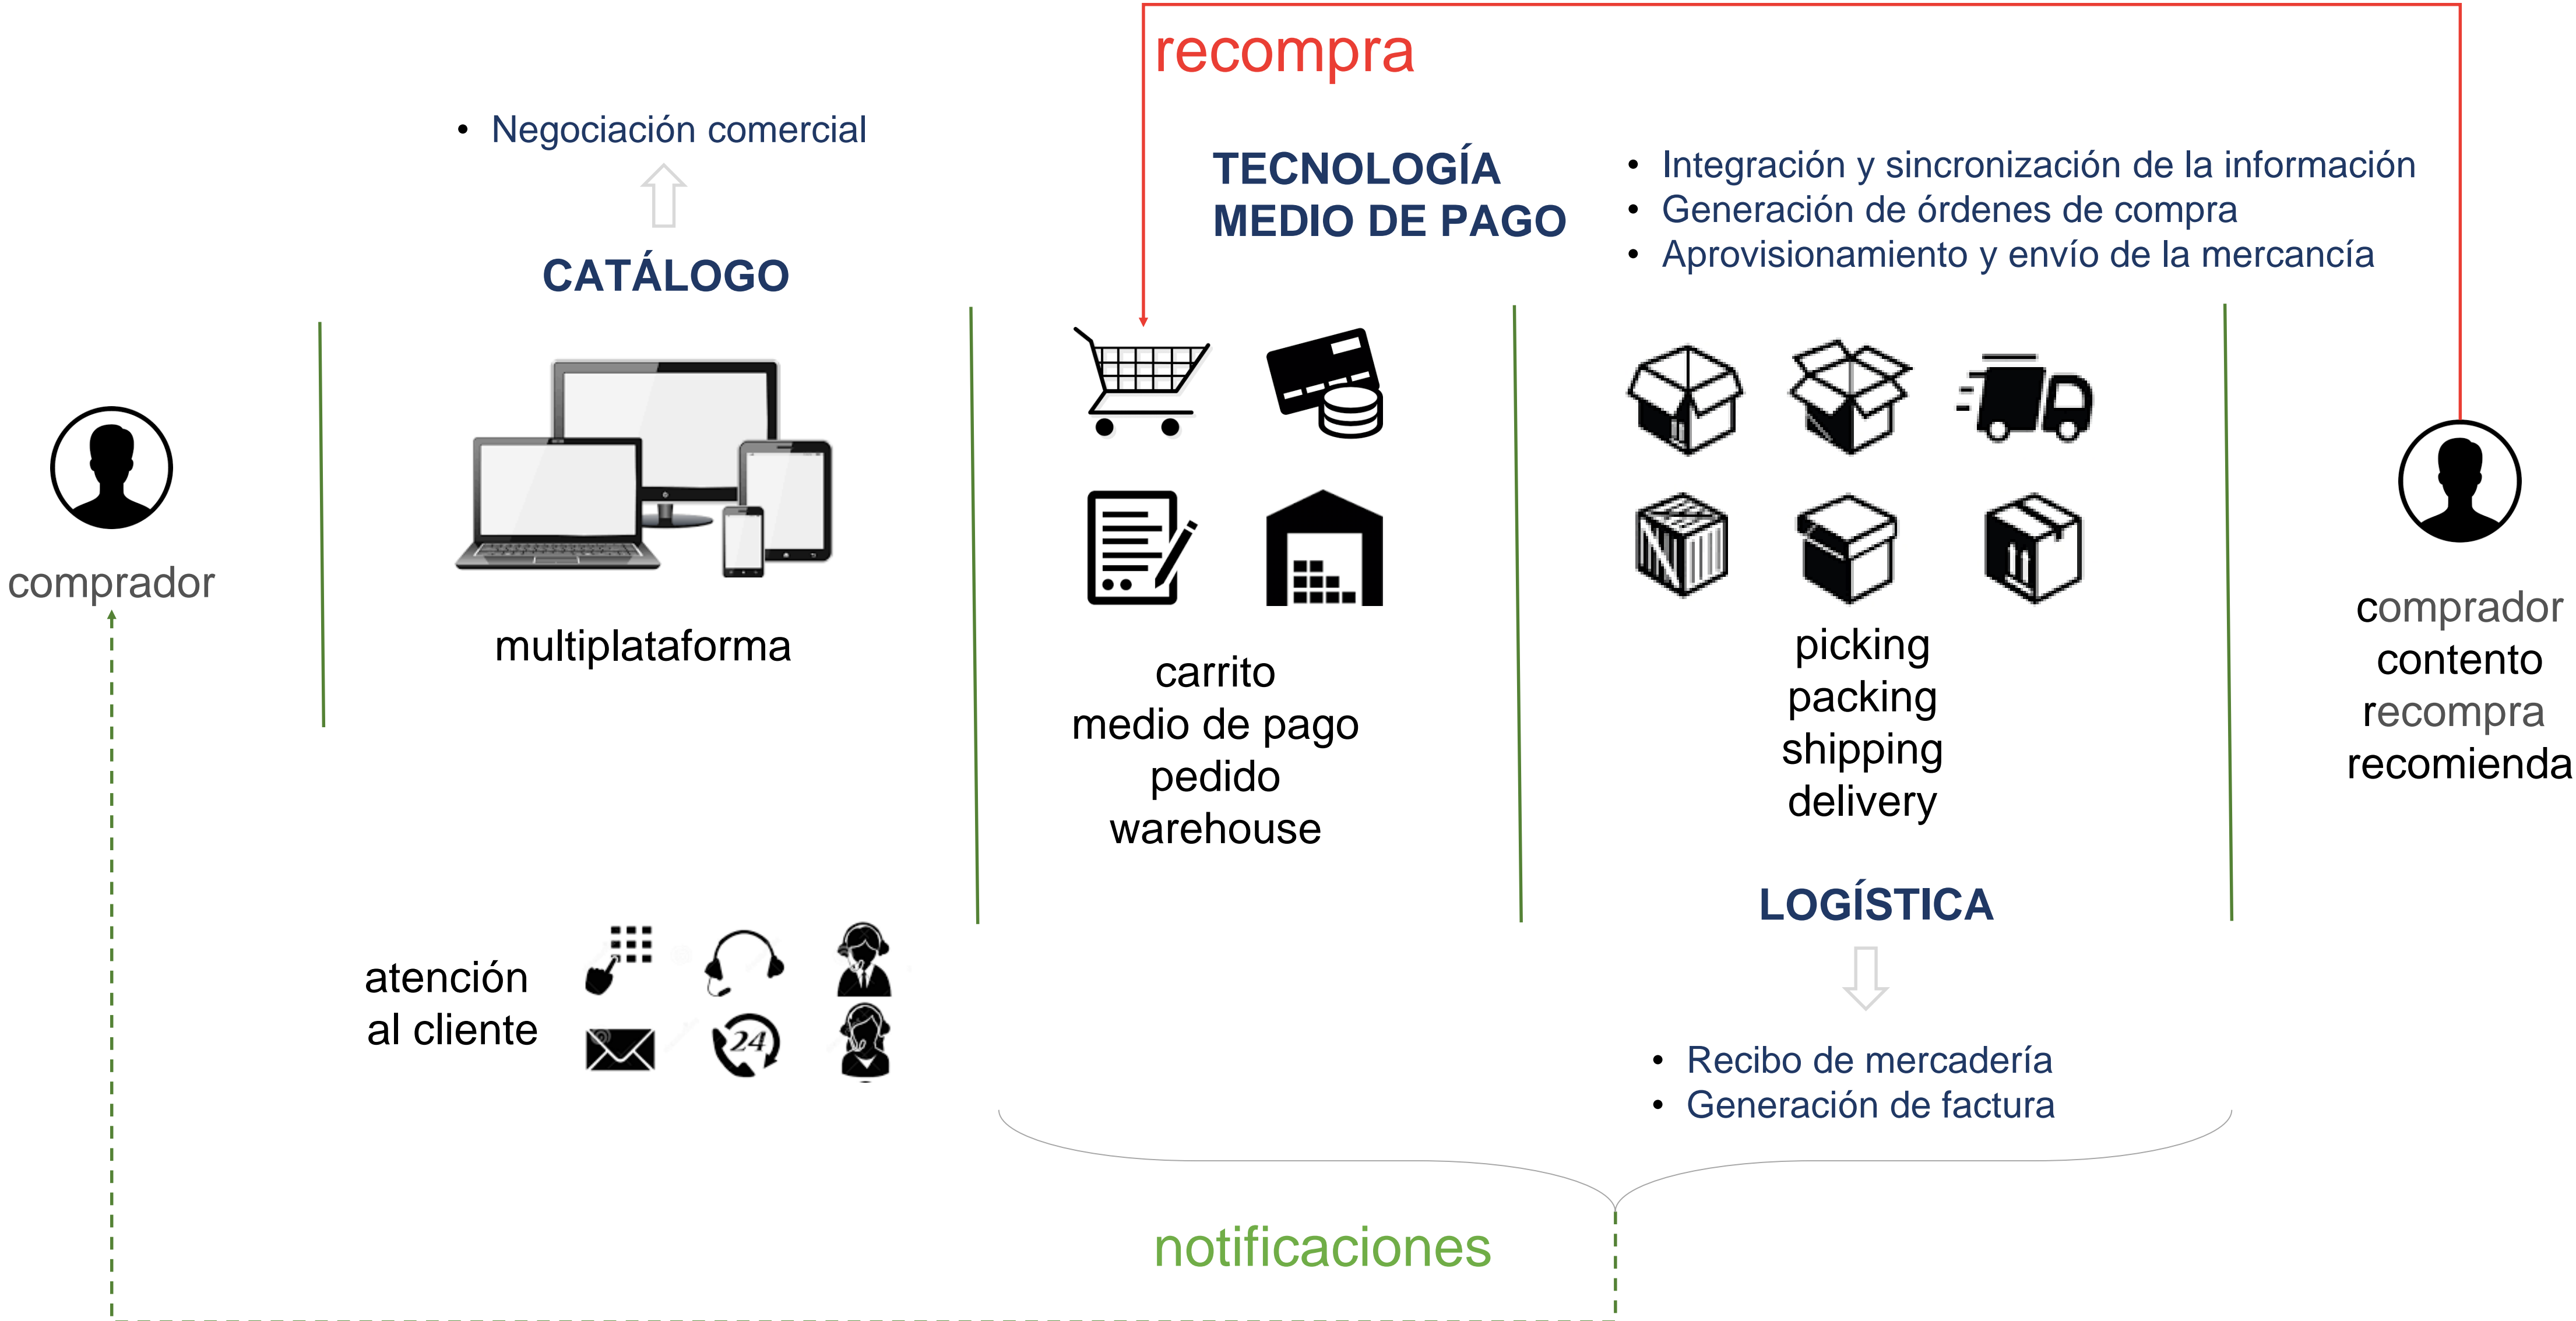 recompra
• Negociación comercial
CATÁLOGO
TECNOLOGÍA
MEDIO DE PAGO
• Integración y sincronización de la información
• Generación de órdenes de compra
• Aprovisionamiento y envío de la mercancía
comprador
multiplataforma
carrito
medio de pago
pedido
warehouse
picking
packing
shipping
delivery
comprador
contento
recompra
recomienda
LOGÍSTICA
atención
al cliente
24
• Recibo de mercadería
• Generación de factura
notificaciones